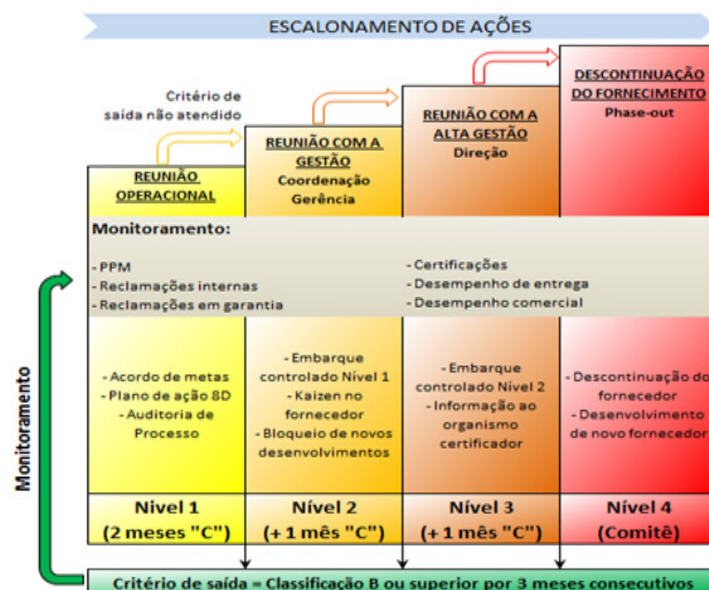 ESCALONAMENTO DE AÇÕES
Critério de
saída não atendido
REUNIÃO
OPERACIONAL
REUNIÃO COM A
GESTÃO
Coordenação
Gerência
REUNIÃO COM A
ALTA GESTÃO
Direção
DESCONTINUAÇÃO
DO FORNECIMENTO
Phase-out
Monitoramento:
- PPM
- Reclamações internas
- Reclamações em garantia
- Certificações
- Desempenho de entrega
- Desempenho comercial
- Acordo de metas
- Plano de ação 8D
- Auditoria de
Processo
- Embarque
controlado Nível 1
- Kaizen no
fornecedor
- Bloqueio de novos
desenvolvimentos
- Embarque
controlado Nível 2
- Informação ao
organismo
certificador
- Descontinuação do
fornecedor
- Desenvolvimento
de novo fornecedor
Nivel 1
(2 meses "C")
Nível 2
(+ 1 mês "C")
Nível 3
(+ 1 mês "C")
Nível 4
(Comitê)
Monitoramento
Critério de saída = Classificação B ou superior por 3 meses consecutivos